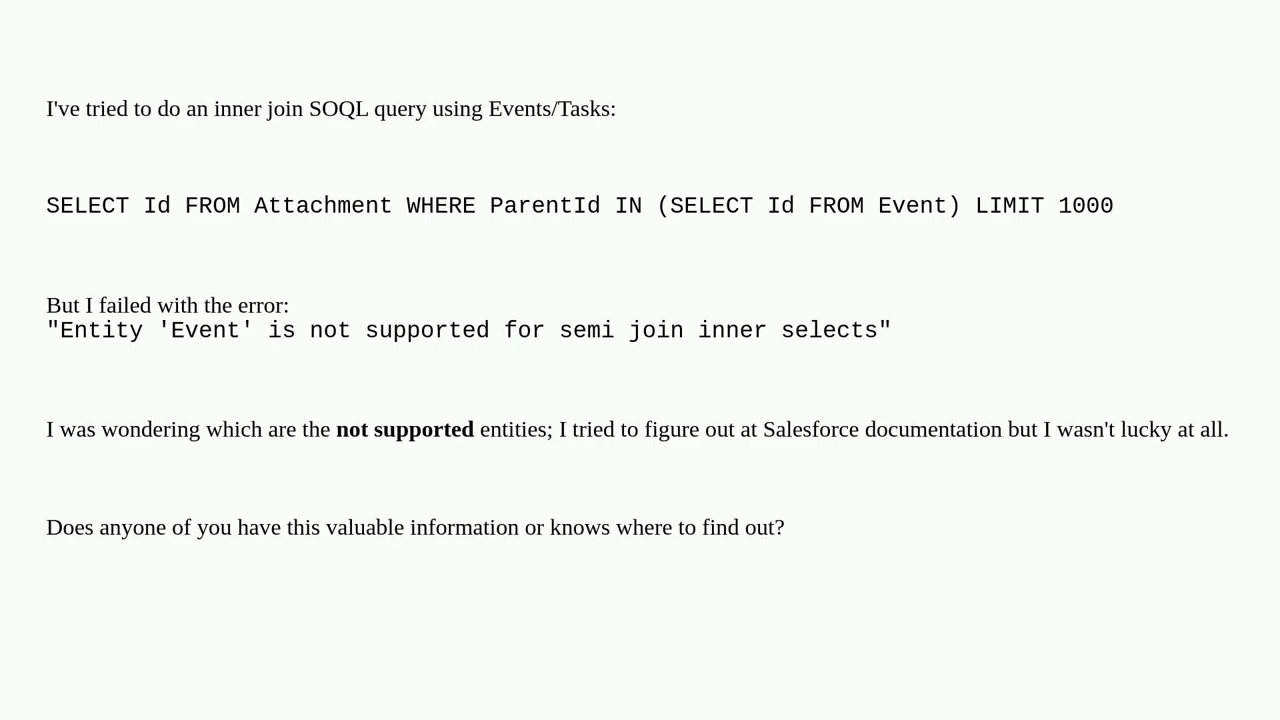 I've tried to do an inner join SOQL query using Events/Tasks:
SELECT Id FROM Attachment WHERE ParentId IN (SELECT Id FROM Event) LIMIT 1000
But I failed with the error:
"Entity 'Event' is not supported for semi join inner selects"
I was wondering which are the not supported entities; I tried to figure out at Salesforce documentation but I wasn't lucky at all.
Does anyone of you have this valuable information or knows where to find out?